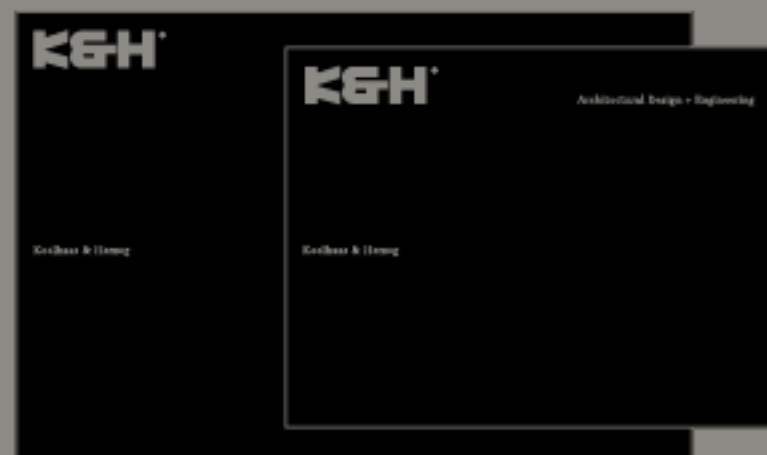 K&H
K&H
Architectural Design + Engineering
Koolhaas & Herzog
Koolhaas & Herzog